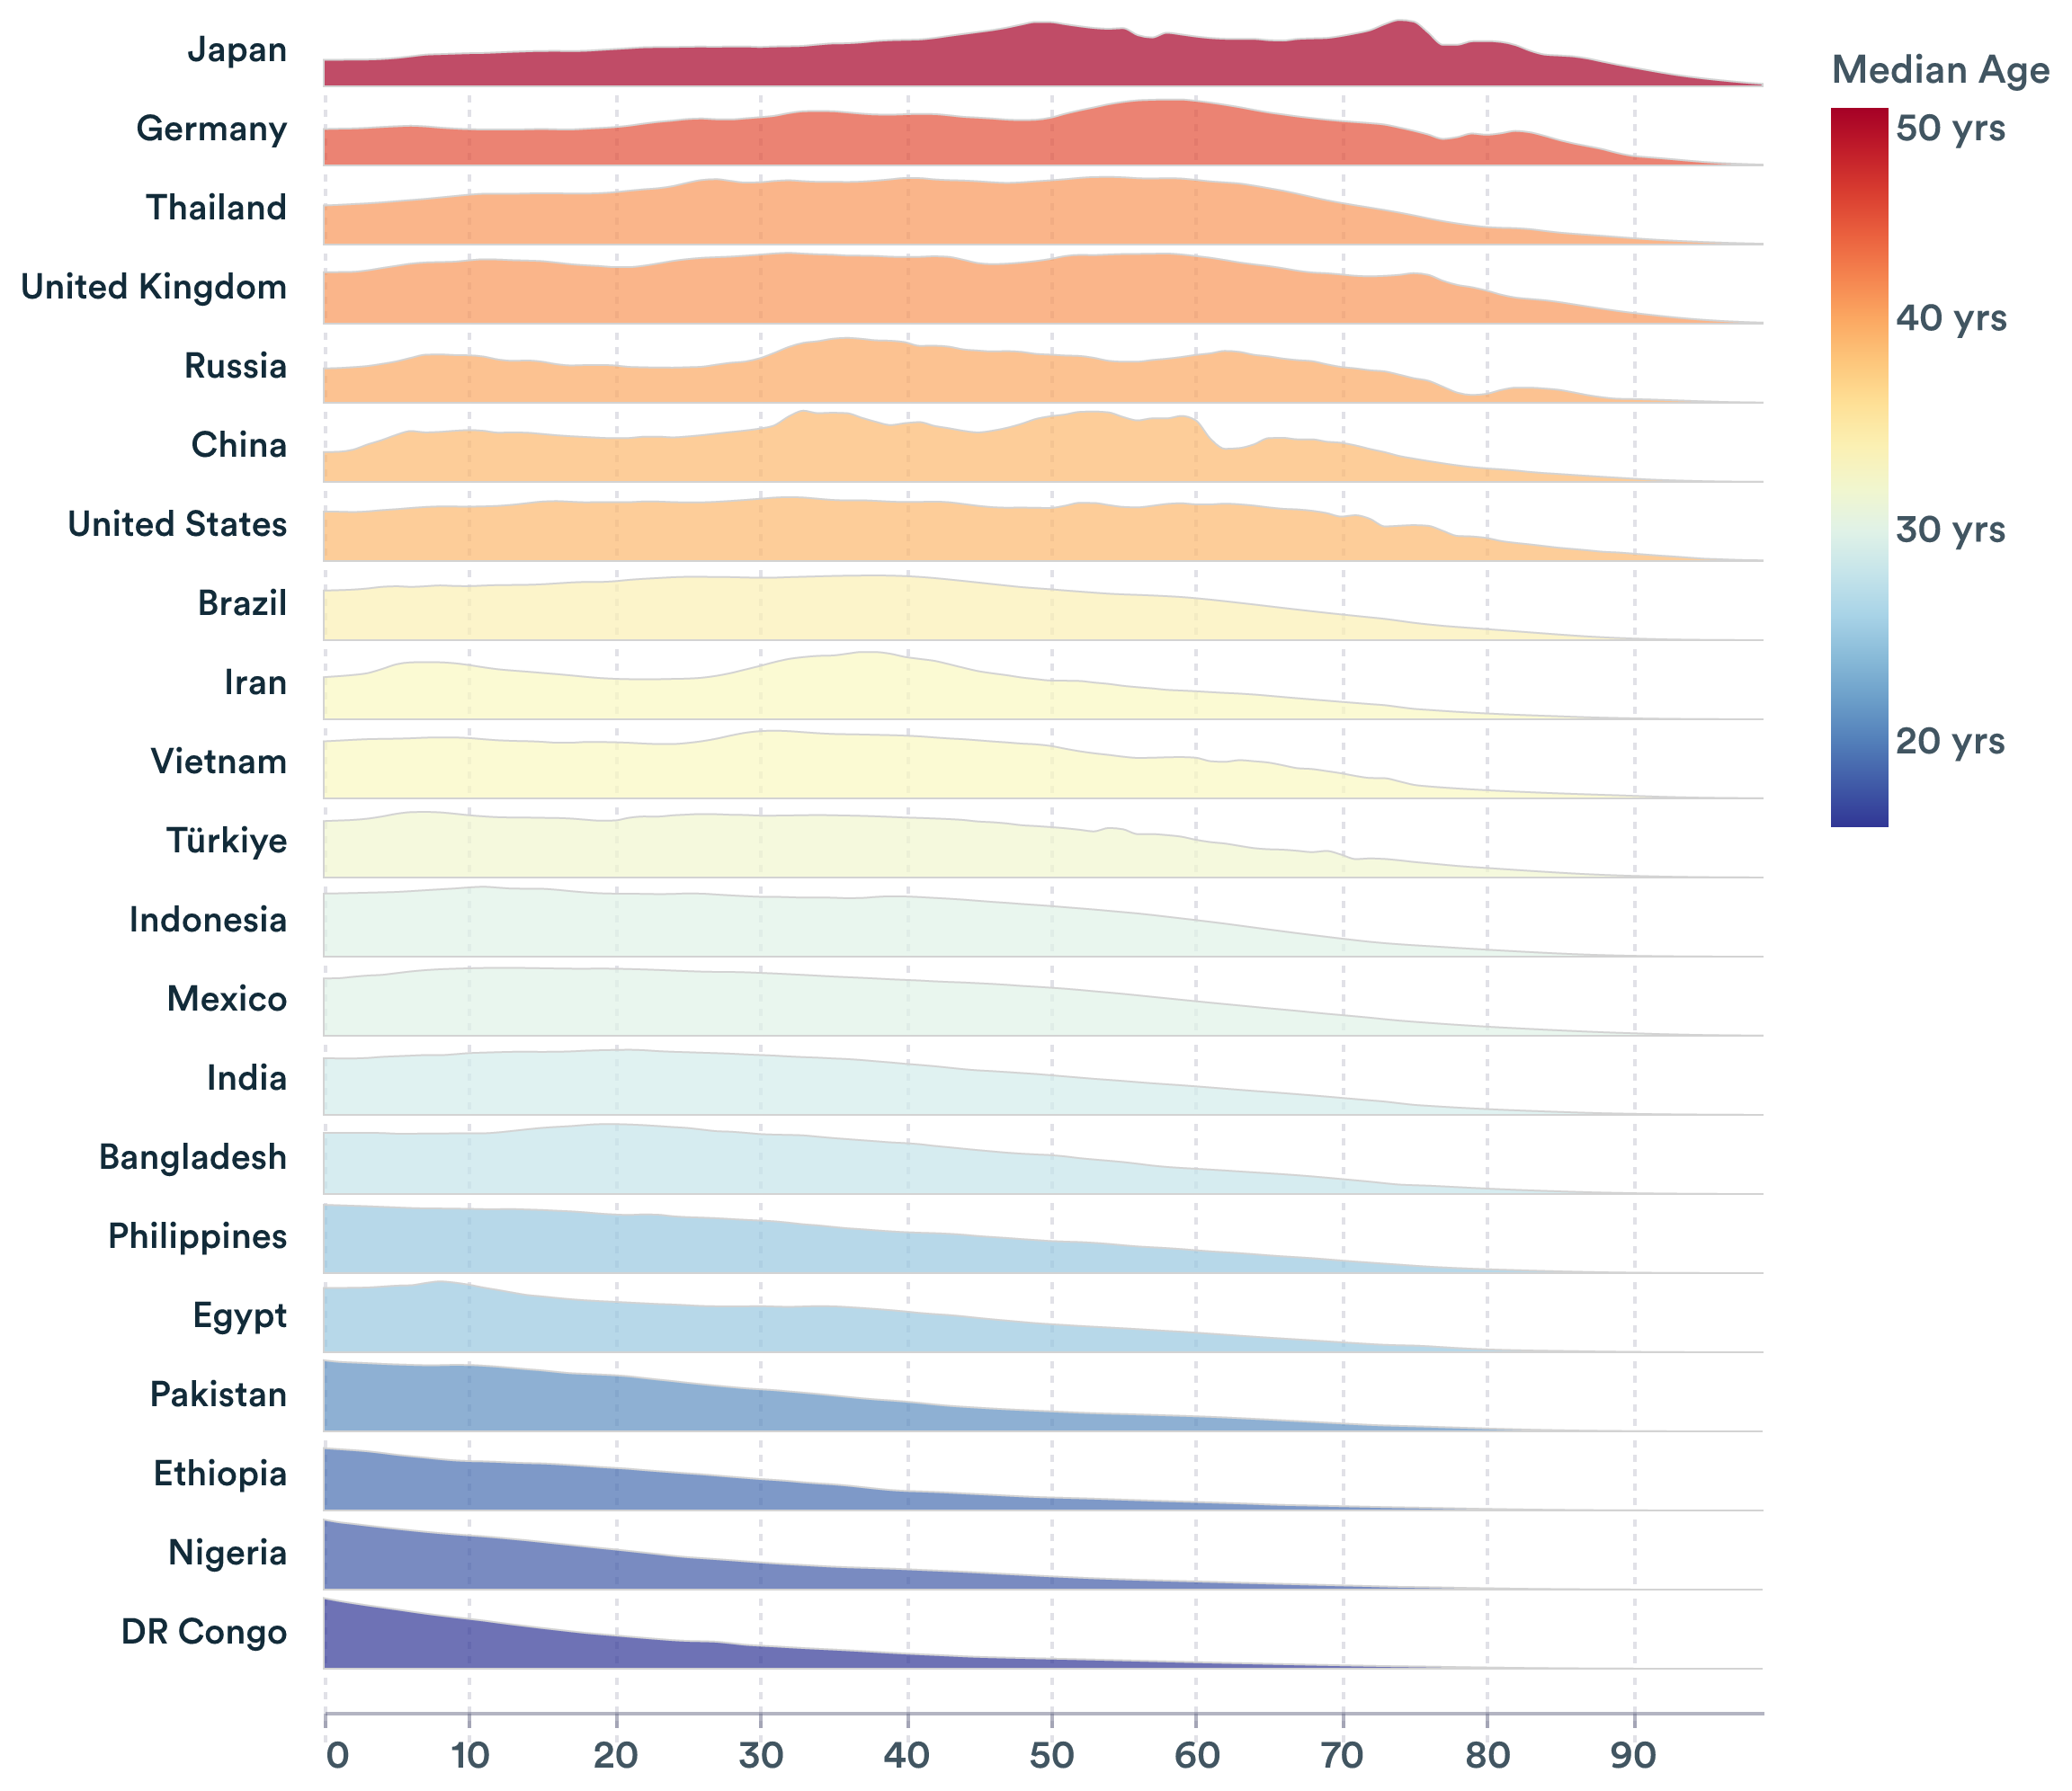 Japan
Germany
Thailand
United Kingdom
Russia
China
United States
Brazil
Iran
Vietnam
Türkiye
Indonesia
Mexico
India
Bangladesh
Philippines
Egypt
Pakistan
Ethiopia
Nigeria
DR Congo
0 10 20 30 40 50 60 70 80 90
Median Age
50 yrs
40 yrs
30 yrs
20 yrs